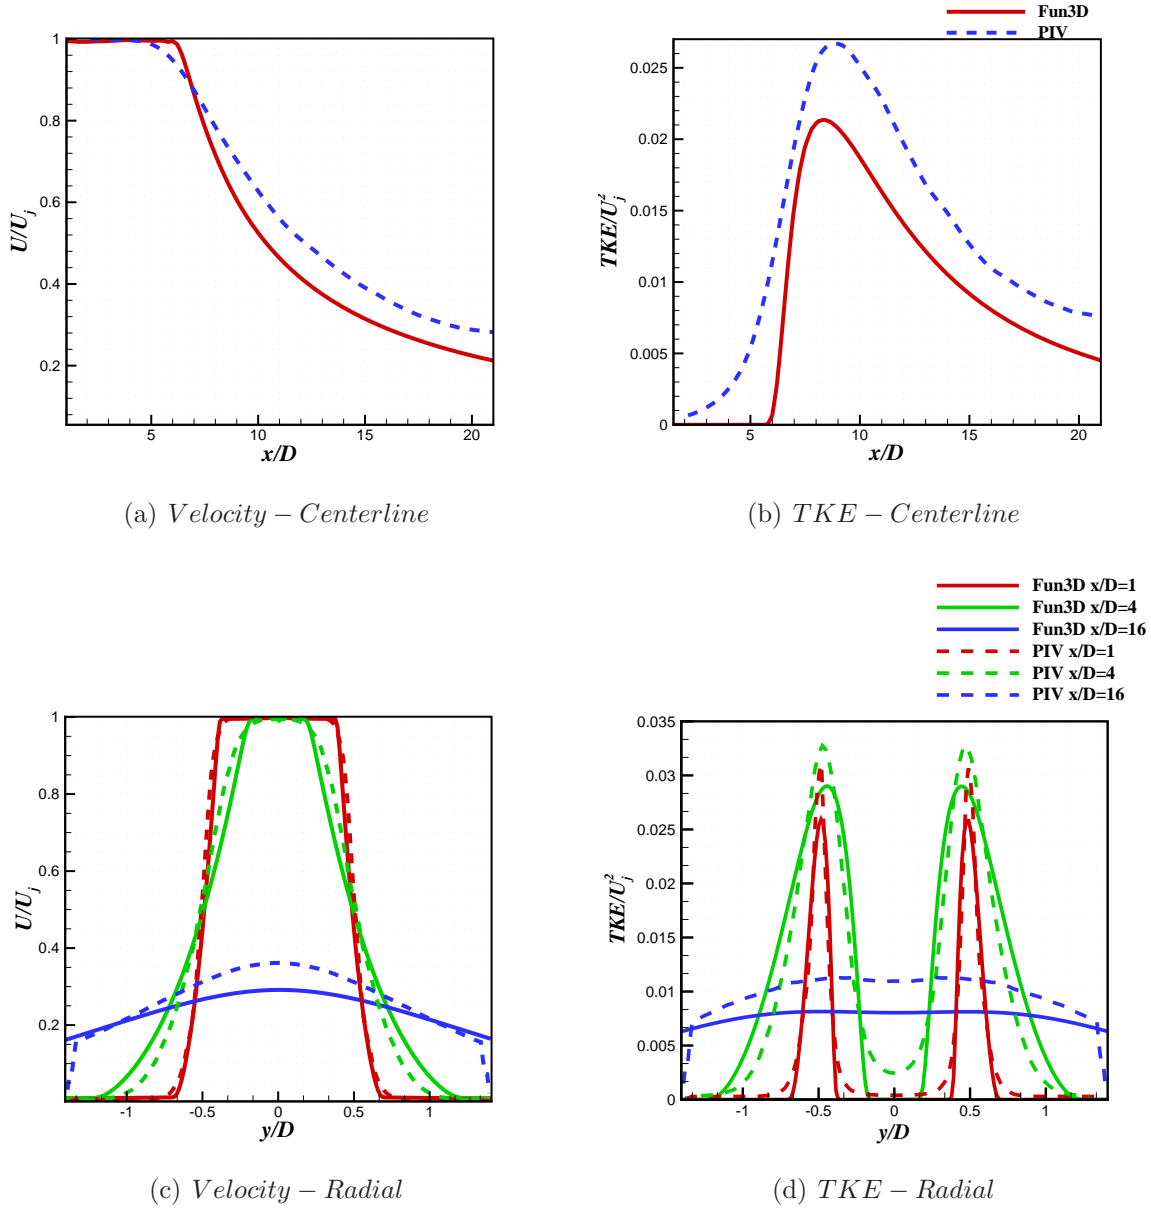 Fun3D
PIV
1
0.8
0.6
0.4
0.2
U/U_j
5
10
15
20
x/D
0.025
0.02
0.015
0.01
0.005
0
TKE/U_j^2
5
10
15
20
x/D
(a) Velocity − Centerline
(b) TKE − Centerline
Fun3D x/D=1
Fun3D x/D=4
Fun3D x/D=16
PIV x/D=1
PIV x/D=4
PIV x/D=16
1
0.8
0.6
0.4
0.2
U/U_j
-1
-0.5
0
0.5
1
y/D
0.035
0.03
0.025
0.02
0.015
0.01
0.005
0
TKE/U_j^2
-1
-0.5
0
0.5
1
y/D
(c) Velocity − Radial
(d) TKE − Radial